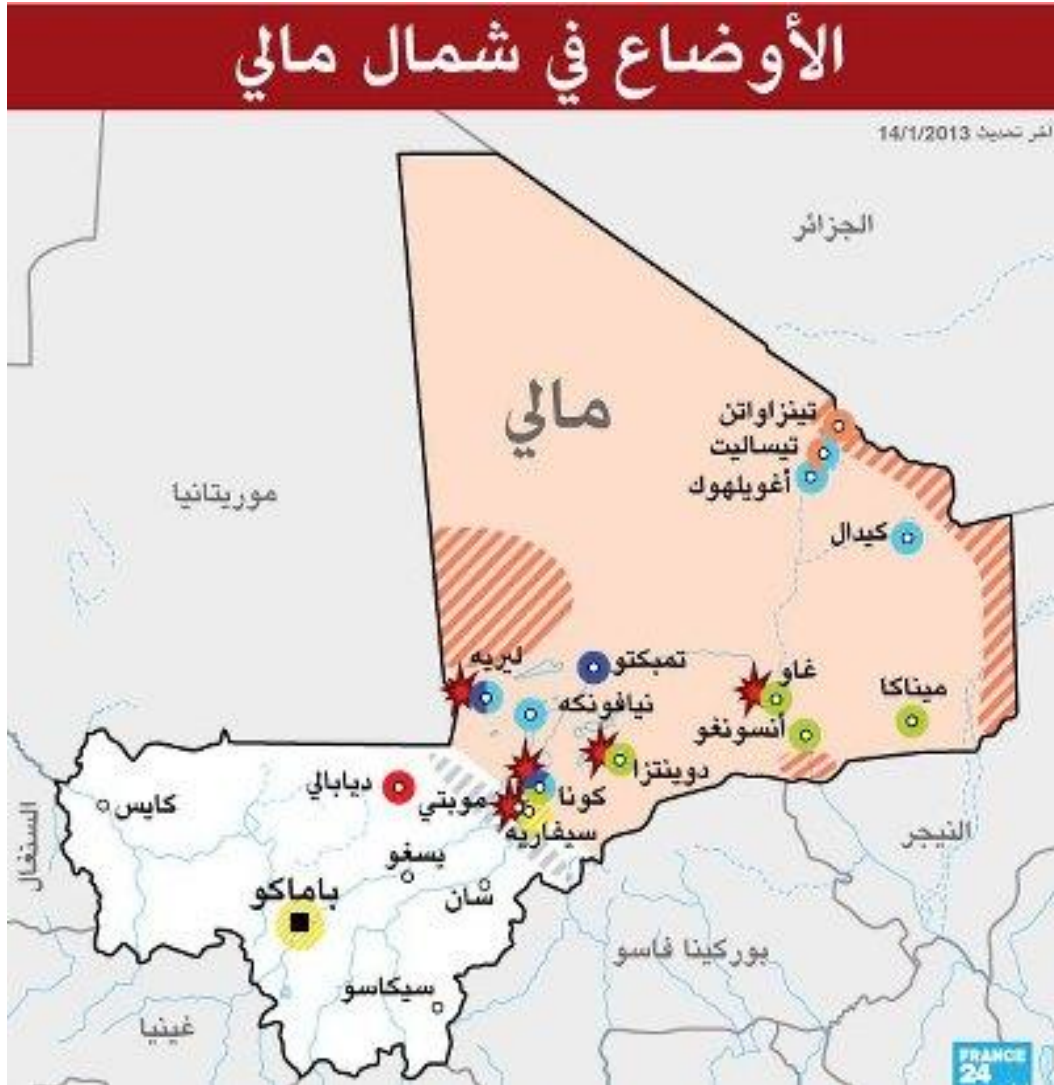 الأوضاع في شمال مالي
آخر تحديث 14/1/2013
الجزائر
مالي
تينزاواتن
تيساليت
أغويلهوك
موريتانيا
كيدال
ليريه
تمبكتو
غاو
ميناكا
نيافونكه
أنسونغو
دوينتزا
ديابالي
موبتي
كونا
كايس
سيفاريه
النيجر
السنغال
يسغو
شان
باماكو
بوركينا فاسو
سيكاسو
غينيا
FRANCE
24